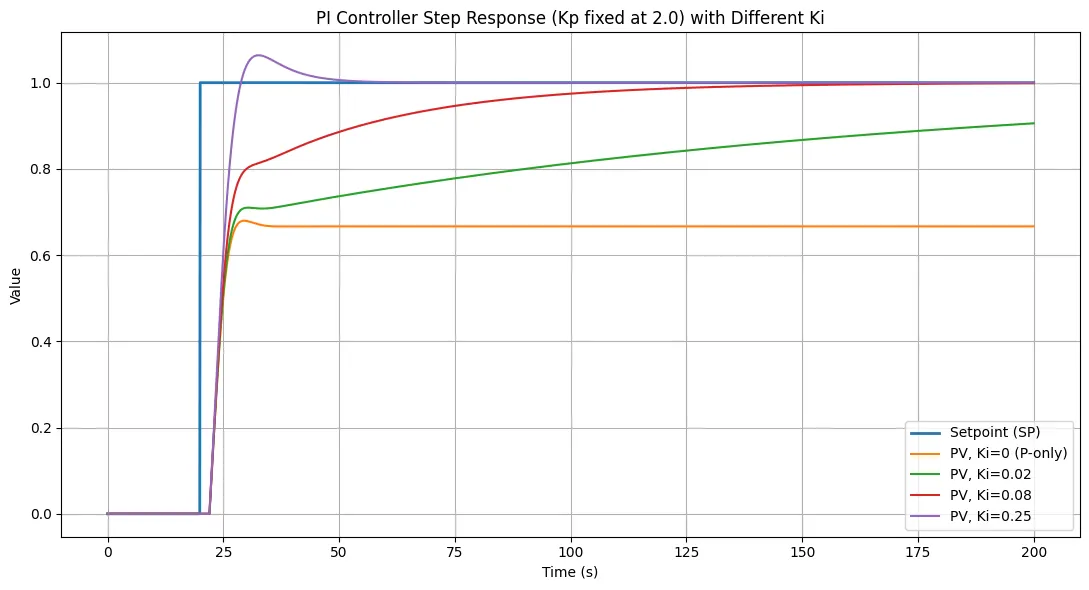 PI Controller Step Response (Kp fixed at 2.0) with Different Ki
Value
1.0
0.8
0.6
0.4
0.2
0.0
0 25 50 75 100 125 150 175 200
Time (s)
Setpoint (SP)
PV, Ki=0 (P-only)
PV, Ki=0.02
PV, Ki=0.08
PV, Ki=0.25